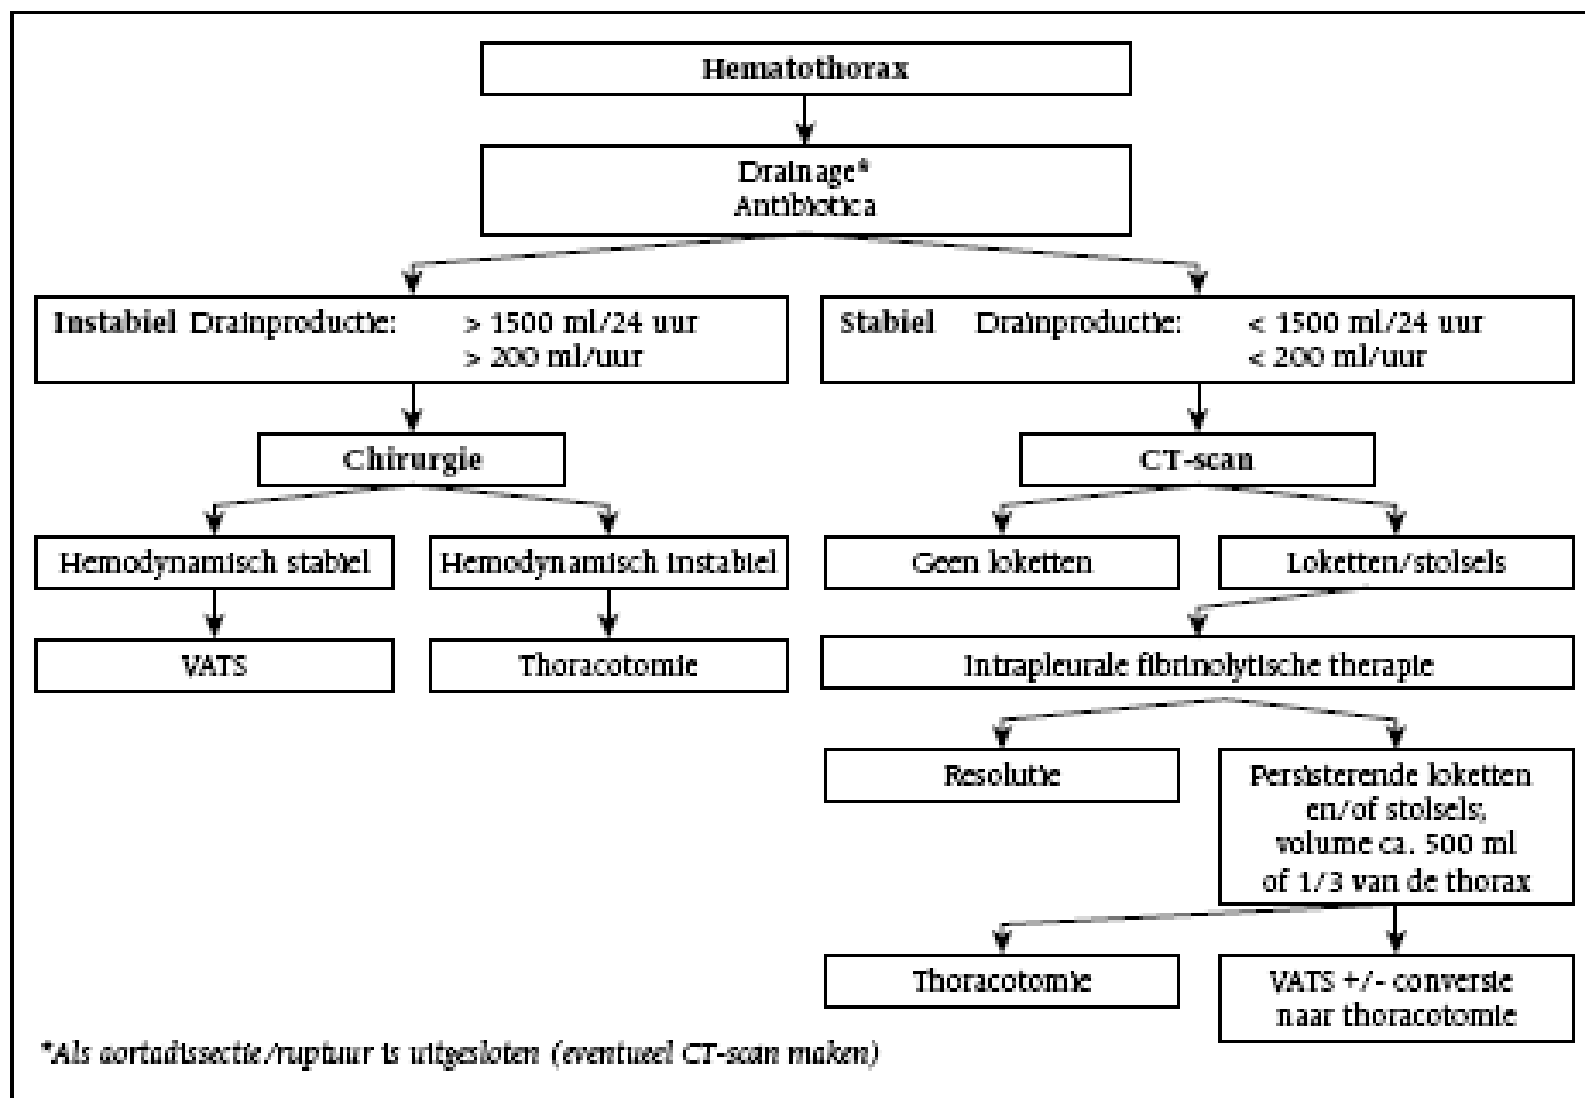 Hematothorax
Drainage*
Antibiotica
Instabiel Drainproductie: > 1500 ml/24 uur
> 200 ml/uur
Stabiel Drainproductie: < 1500 ml/24 uur
< 200 ml/uur
Chirurgie
CT-scan
Hemodynamisch stabiel
Hemodynamisch instabiel
Geen loketten
Loketten/stolsels
VATS
Thoracotomie
Intrapleurale fibrinolytische therapie
Resolutie
Persisterende loketten
en/of stolsels;
volume ca. 500 ml
of 1/3 van de thorax
Thoracotomie
VATS +/- conversie
naar thoracotomie
*Als aortadissectie/ruptuur is uitgesloten (eventueel CT-scan maken)